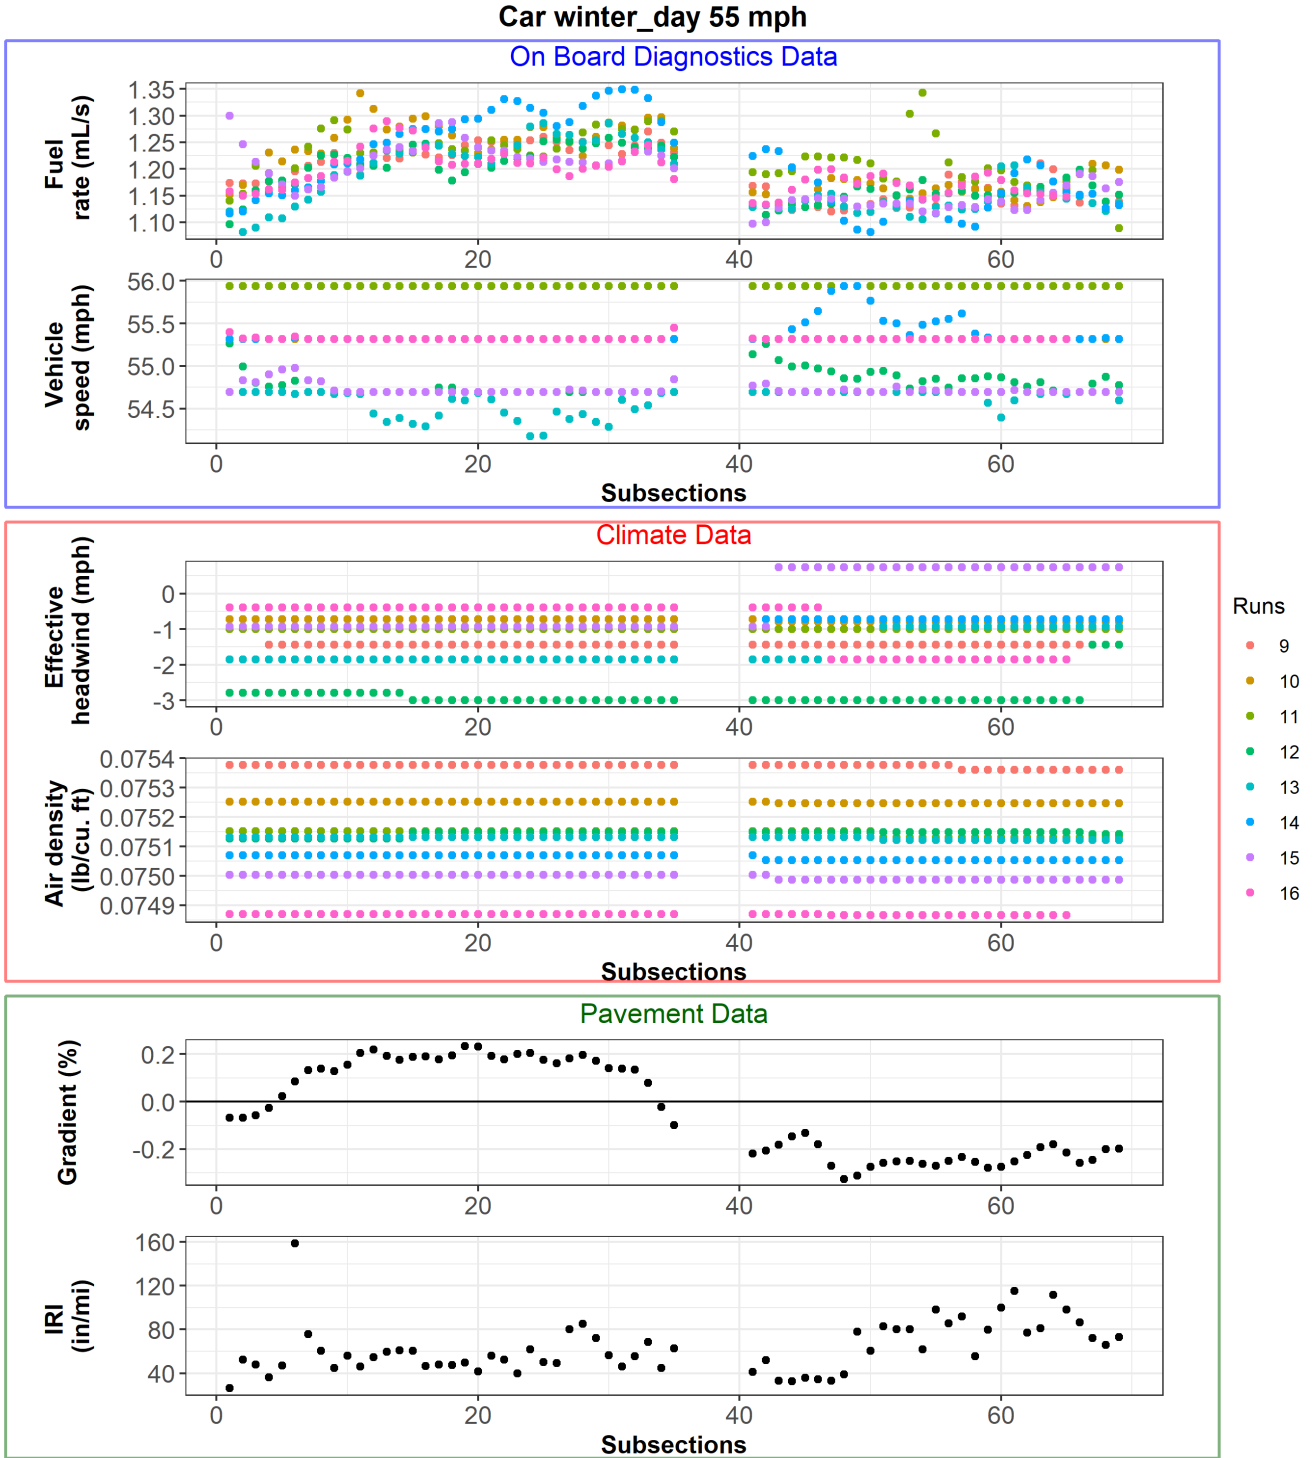 Car winter_day 55 mph
On Board Diagnostics Data
Fuel
rate (mL/s)
1.35
1.30
1.25
1.20
1.15
1.10
0 20 40 60
Vehicle
speed (mph)
56.0
55.5
55.0
54.5
0 20 40 60
Subsections
Climate Data
Effective
headwind (mph)
0
-1
-2
-3
0 20 40 60
Air density
(lb/cu. ft)
0.0754
0.0753
0.0752
0.0751
0.0750
0.0749
0 20 40 60
Subsections
Runs
9
10
11
12
13
14
15
16
Pavement Data
Gradient (%)
0.2
0.0
-0.2
0 20 40 60
IRI
(in/mi)
160
120
80
40
0 20 40 60
Subsections